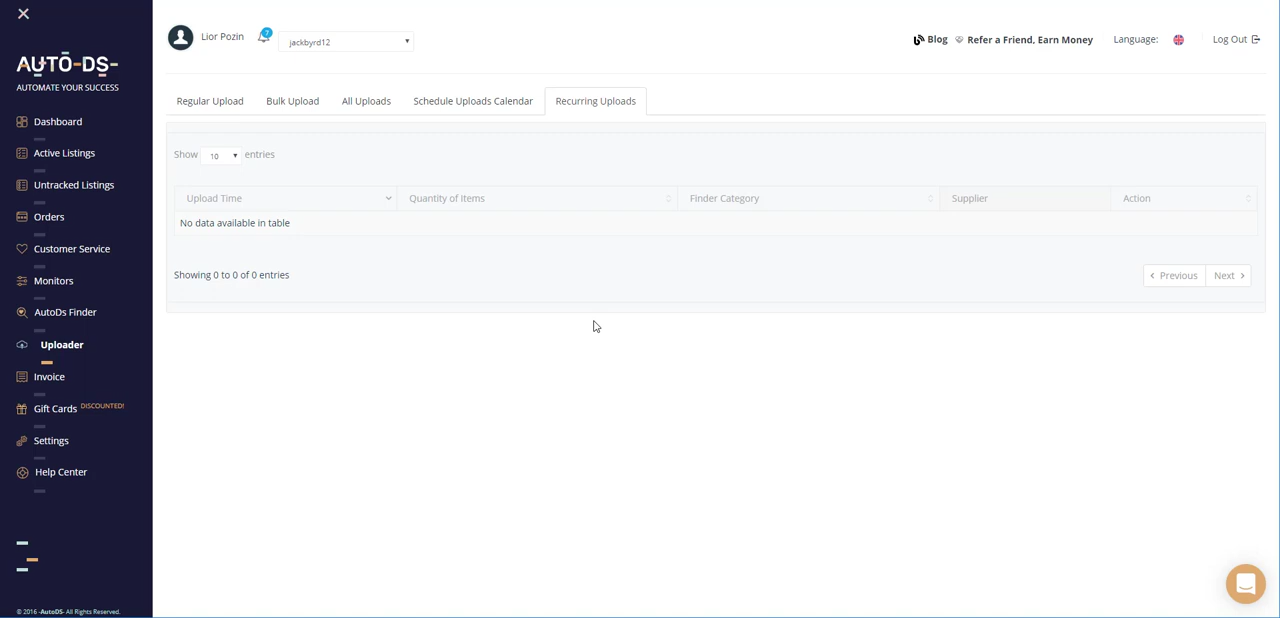 Lior Pozin
7
jackbyrd12
Blog
Refer a Friend, Earn Money
Language:
Log Out
AUTO-DS-
AUTOMATE YOUR SUCCESS
Dashboard
Active Listings
Untracked Listings
Orders
Customer Service
Monitors
AutoDs Finder
Uploader
Invoice
Gift Cards DISCOUNTED!
Settings
Help Center
© 2016 -AutoDS- All Rights Reserved.
Regular Upload
Bulk Upload
All Uploads
Schedule Uploads Calendar
Recurring Uploads
Show 10 entries
Upload Time
Quantity of Items
Finder Category
Supplier
Action
No data available in table
Showing 0 to 0 of 0 entries
Previous
Next